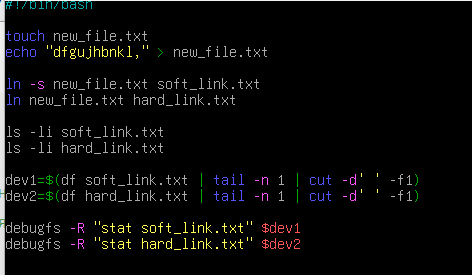 #!/bin/bash
touch new_file.txt
echo "dfgujhbnkl," > new_file.txt
ln -s new_file.txt soft_link.txt
ln new_file.txt hard_link.txt
ls -li soft_link.txt
ls -li hard_link.txt
dev1=$(df soft_link.txt | tail -n 1 | cut -d' ' -f1)
dev2=$(df hard_link.txt | tail -n 1 | cut -d' ' -f1)
debugfs -R "stat soft_link.txt" $dev1
debugfs -R "stat hard_link.txt" $dev2